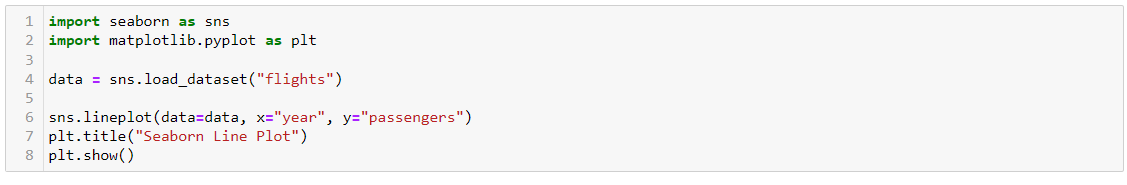 1 import seaborn as sns
2 import matplotlib.pyplot as plt
3
4 data = sns.load_dataset("flights")
5
6 sns.lineplot(data=data, x="year", y="passengers")
7 plt.title("Seaborn Line Plot")
8 plt.show()